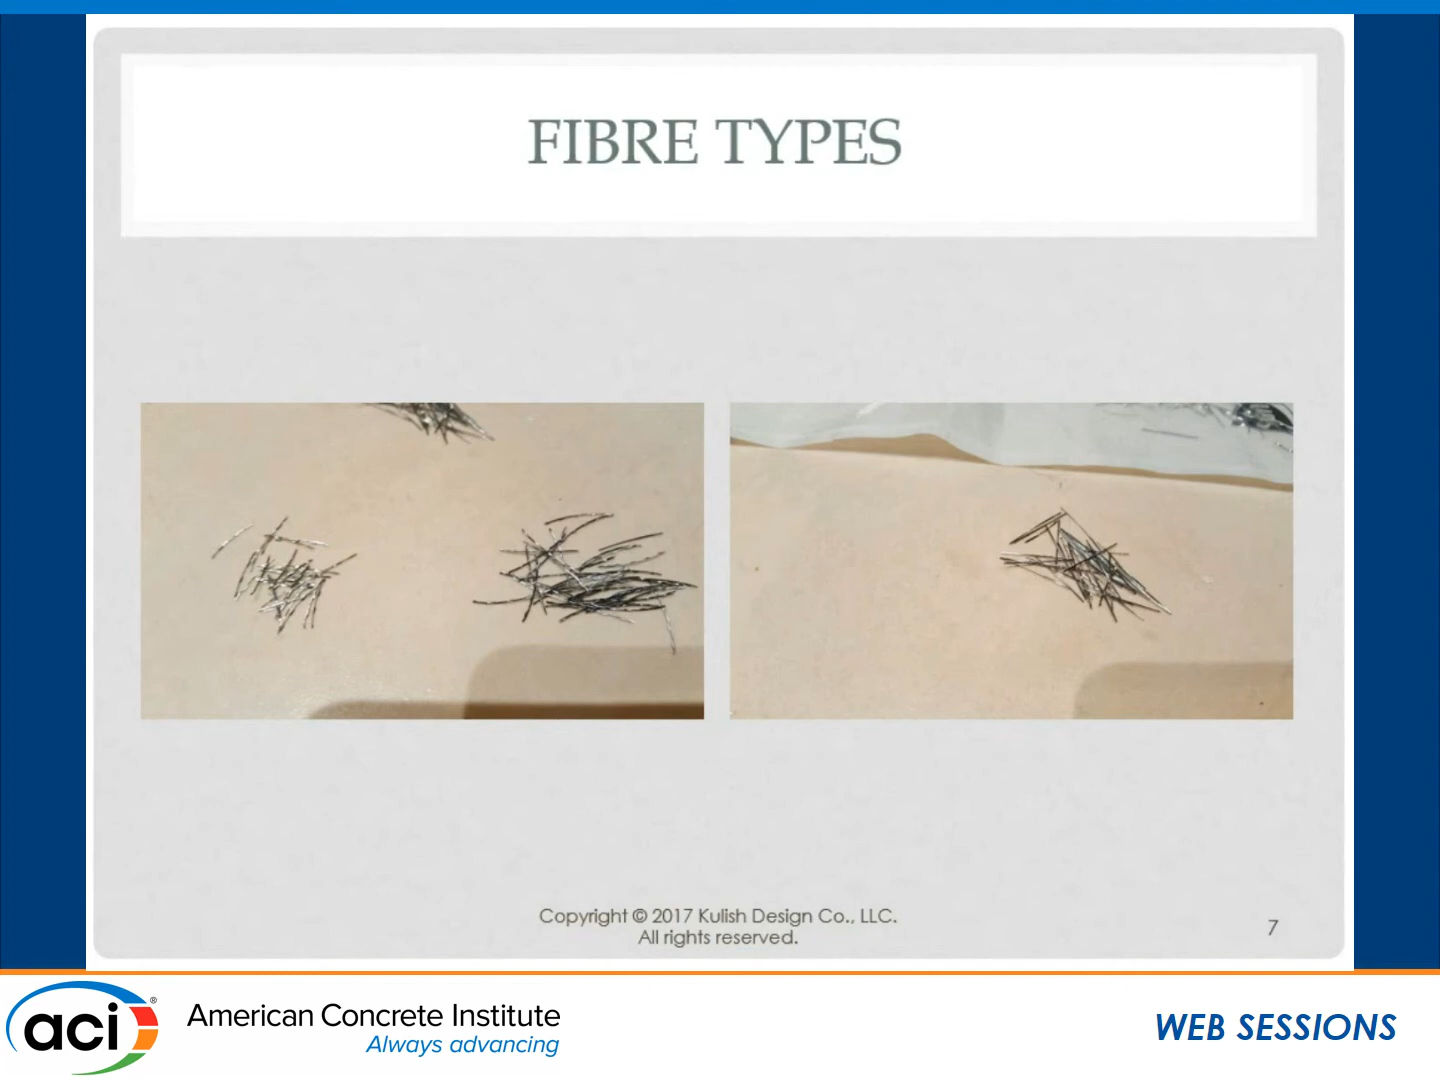 FIBRE TYPES
Copyright © 2017 Kulish Design Co., LLC.
All rights reserved.
7
aci®
American Concrete Institute
Always advancing
WEB SESSIONS